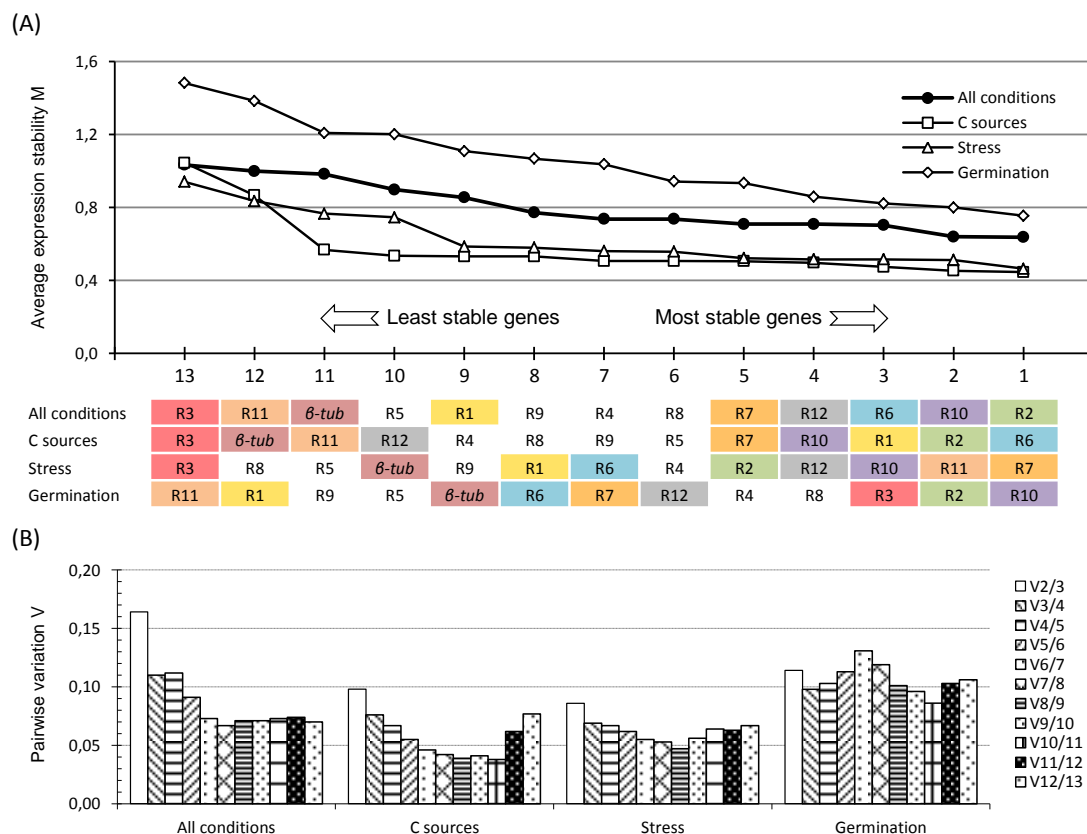 (A)
Average expression stability M
1,6
1,2
0,8
0,4
0,0
All conditions
C sources
Stress
Germination
Least stable genes
Most stable genes
13 12 11 10 9 8 7 6 5 4 3 2 1
All conditions R3 R11 β-tub R5 R1 R9 R4 R8 R7 R12 R6 R10 R2
C sources R3 β-tub R11 R12 R4 R8 R9 R5 R7 R10 R1 R2 R6
Stress R3 R8 R5 β-tub R9 R1 R6 R4 R2 R12 R10 R11 R7
Germination R11 R1 R9 R5 β-tub R6 R7 R12 R4 R8 R3 R2 R10
(B)
Pairwise variation V
0,20
0,15
0,10
0,05
0,00
All conditions C sources Stress Germination
V2/3
V3/4
V4/5
V5/6
V6/7
V7/8
V8/9
V9/10
V10/11
V11/12
V12/13